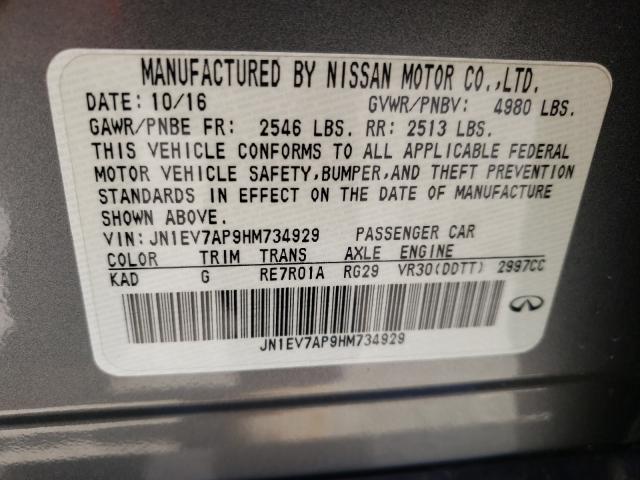 MANUFACTURED BY NISSAN MOTOR CO.,LTD.
DATE: 10/16 GVWR/PNBV: 4980 LBS.
GAWR/PNBE FR: 2546 LBS. RR: 2513 LBS.
THIS VEHICLE CONFORMS TO ALL APPLICABLE FEDERAL
MOTOR VEHICLE SAFETY,BUMPER,AND THEFT PREVENTION
STANDARDS IN EFFECT ON THE DATE OF MANUFACTURE
SHOWN ABOVE.
VIN: JN1EV7AP9HM734929 PASSENGER CAR
COLOR TRIM TRANS AXLE ENGINE
KAD G RE7R01A RG29 VR30(DDTT) 2997CC
JN1EV7AP9HM734929